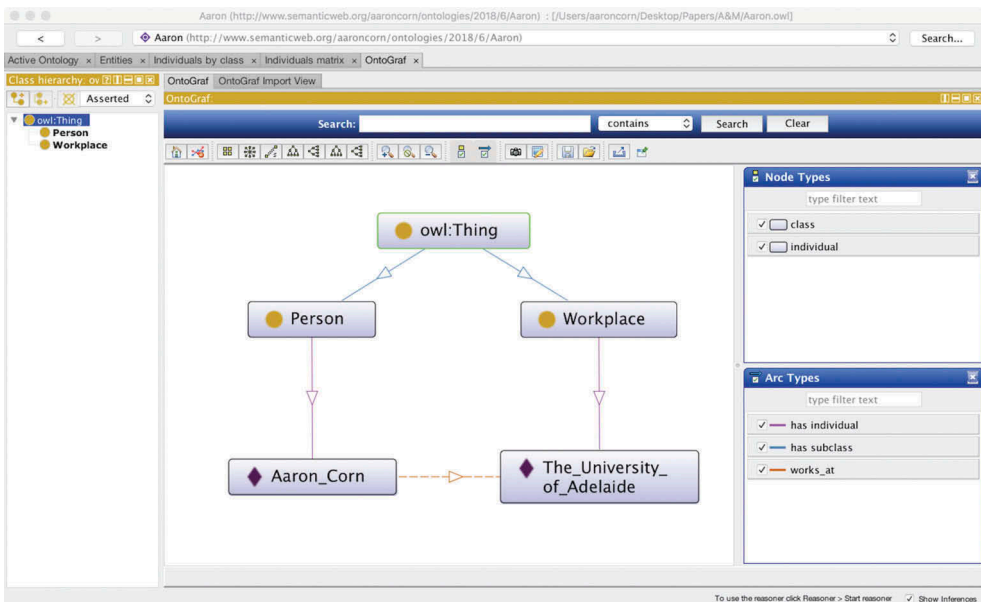 Aaron (http://www.semanticweb.org/aaroncorn/ontologies/2018/6/Aaron) : [/Users/aaroncorn/Desktop/Papers/A&M/Aaron.owl]
< > Aaron (http://www.semanticweb.org/aaroncorn/ontologies/2018/6/Aaron) Search...
Active Ontology × Entities × Individuals by class × Individuals matrix × OntoGraf ×
Class hierarchy: ov
OntoGraf OntoGraf Import View
Asserted
OntoGraf:
owl:Thing
Person
Workplace
Search: contains Search Clear
owl:Thing
Person
Workplace
Aaron_Corn
The_University_
of_Adelaide
Node Types
type filter text
class
individual
Arc Types
type filter text
has individual
has subclass
works_at
To use the reasoner click Reasoner > Start reasoner Show Inferences